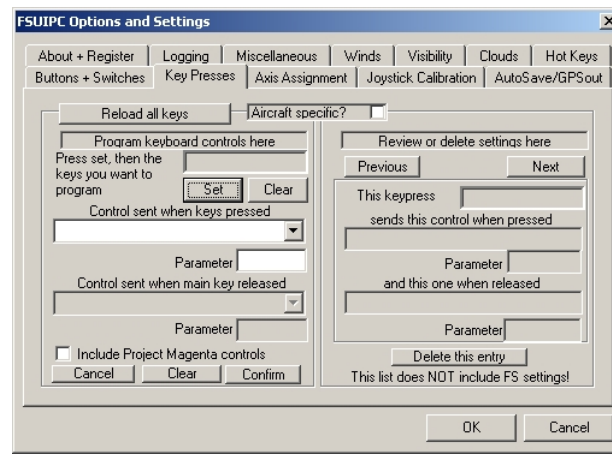 FSUIPC Options and Settings
About + Register Logging Miscellaneous Winds Visibility Clouds Hot Keys
Buttons + Switches Key Presses Axis Assignment Joystick Calibration AutoSave/GPSout
Reload all keys Aircraft specific?
Program keyboard controls here
Press set, then the
keys you want to
program
Set Clear
Control sent when keys pressed
Parameter
Control sent when main key released
Parameter
Include Project Magenta controls
Cancel Clear Confirm
Review or delete settings here
Previous Next
This keypress
sends this control when pressed
Parameter
and this one when released
Parameter
Delete this entry
This list does NOT include FS settings!
OK Cancel